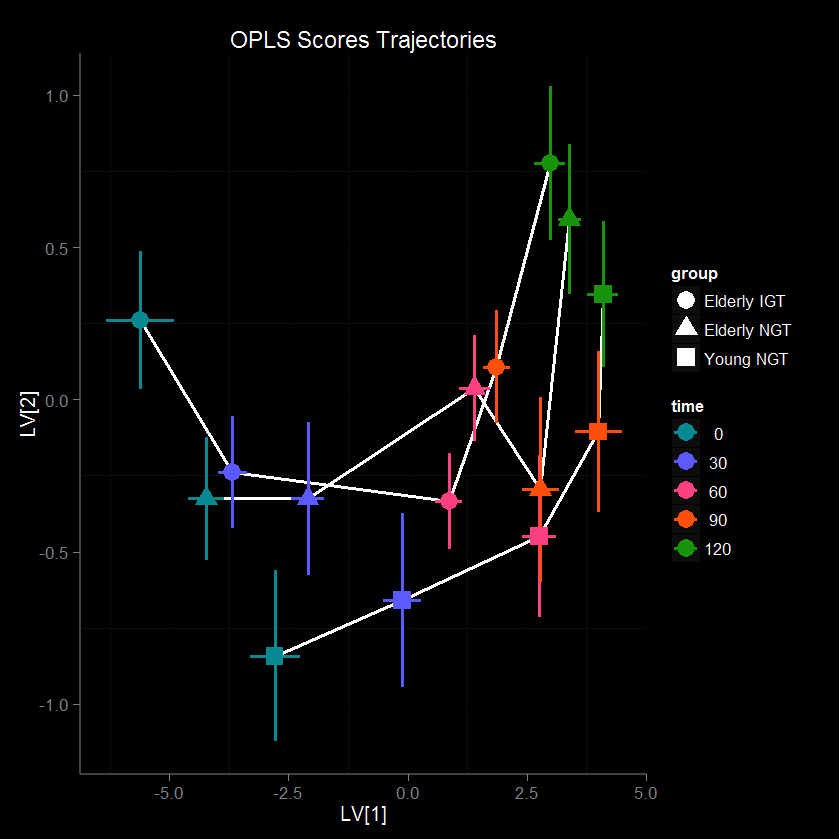 OPLS Scores Trajectories
LV[2]
1.0
0.5
0.0
-0.5
-1.0
-5.0 -2.5 0.0 2.5 5.0
LV[1]
group
Elderly IGT
Elderly NGT
Young NGT
time
0
30
60
90
120